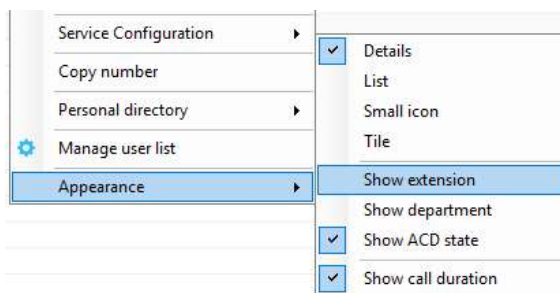 Service Configuration
Copy number
Personal directory
Manage user list
Appearance
Details
List
Small icon
Tile
Show extension
Show department
Show ACD state
Show call duration